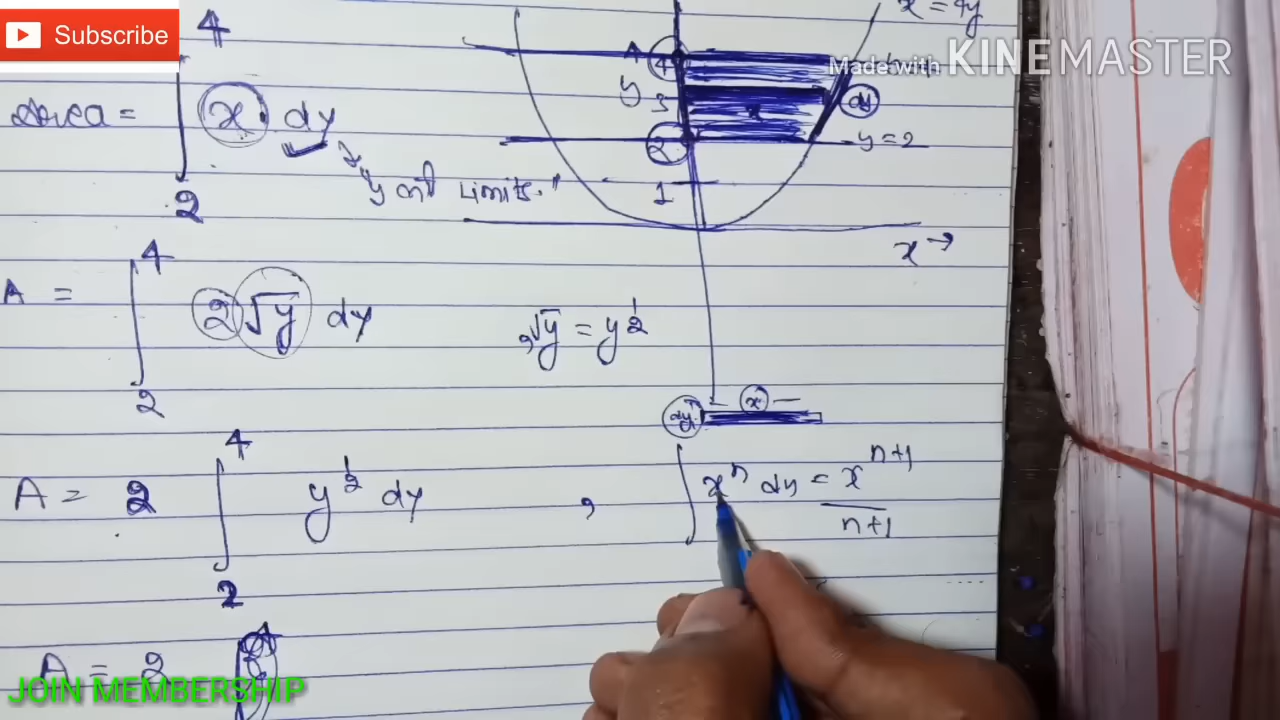 Subscribe
x = 4y
Made with KINEMASTER
4
4
y
3
dy
Area = ∫ x dy
2
y = 2
2
y की Limits."
1
x →
4
A = ∫ 2 √y dy
2
, √y = y^1/2
dy
x
4
A = 2 ∫ y^1/2 dy , ∫ x^n dx = x^n+1 / n+1
2
4
A = 2
JOIN MEMBERSHIP